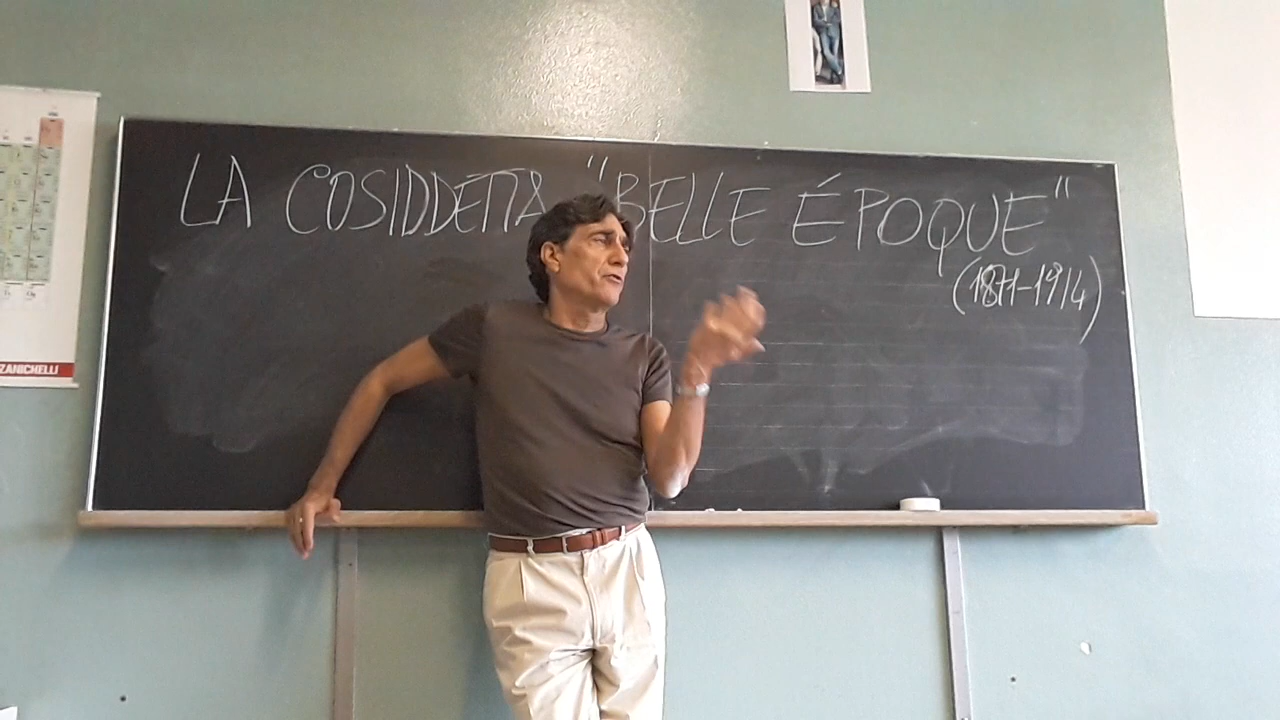 LA COSIDDETTA "BELLE ÉPOQUE"
(1871-1914)
ZANICHELLI